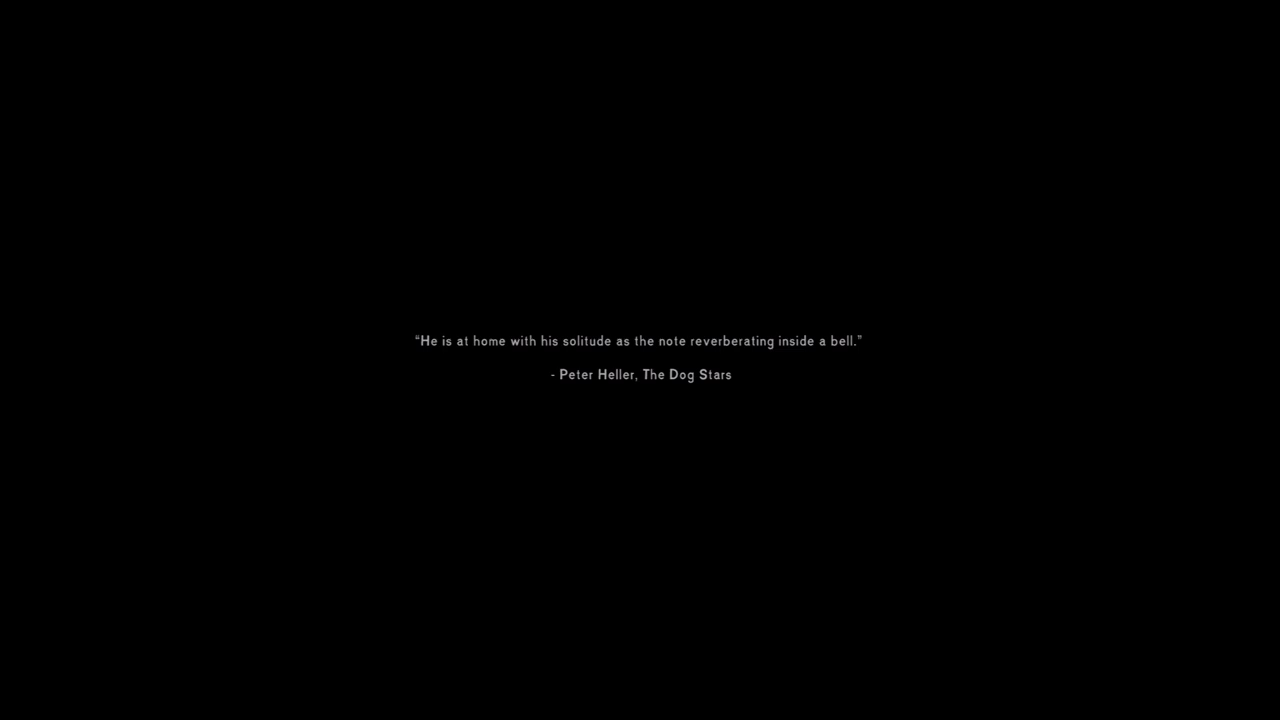 “He is at home with his solitude as the note reverberating inside a bell.”
- Peter Heller, The Dog Stars